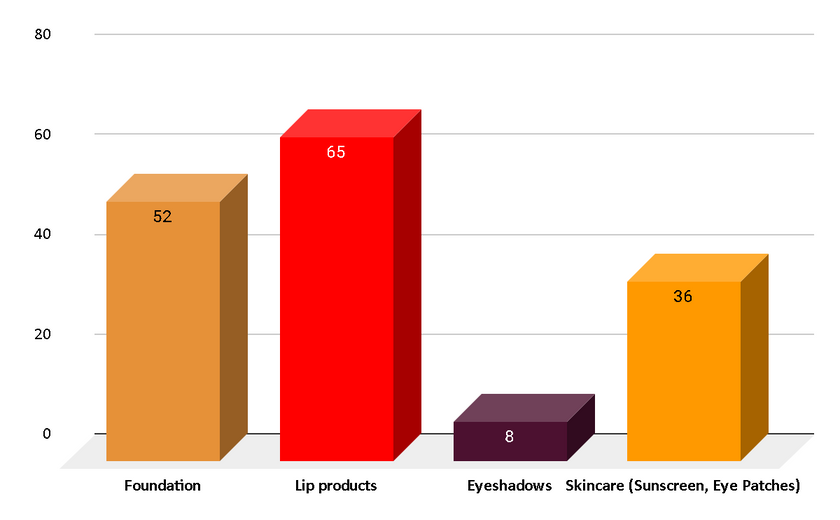 80
60
40
20
0
52
65
8
36
Foundation
Lip products
Eyeshadows
Skincare (Sunscreen, Eye Patches)